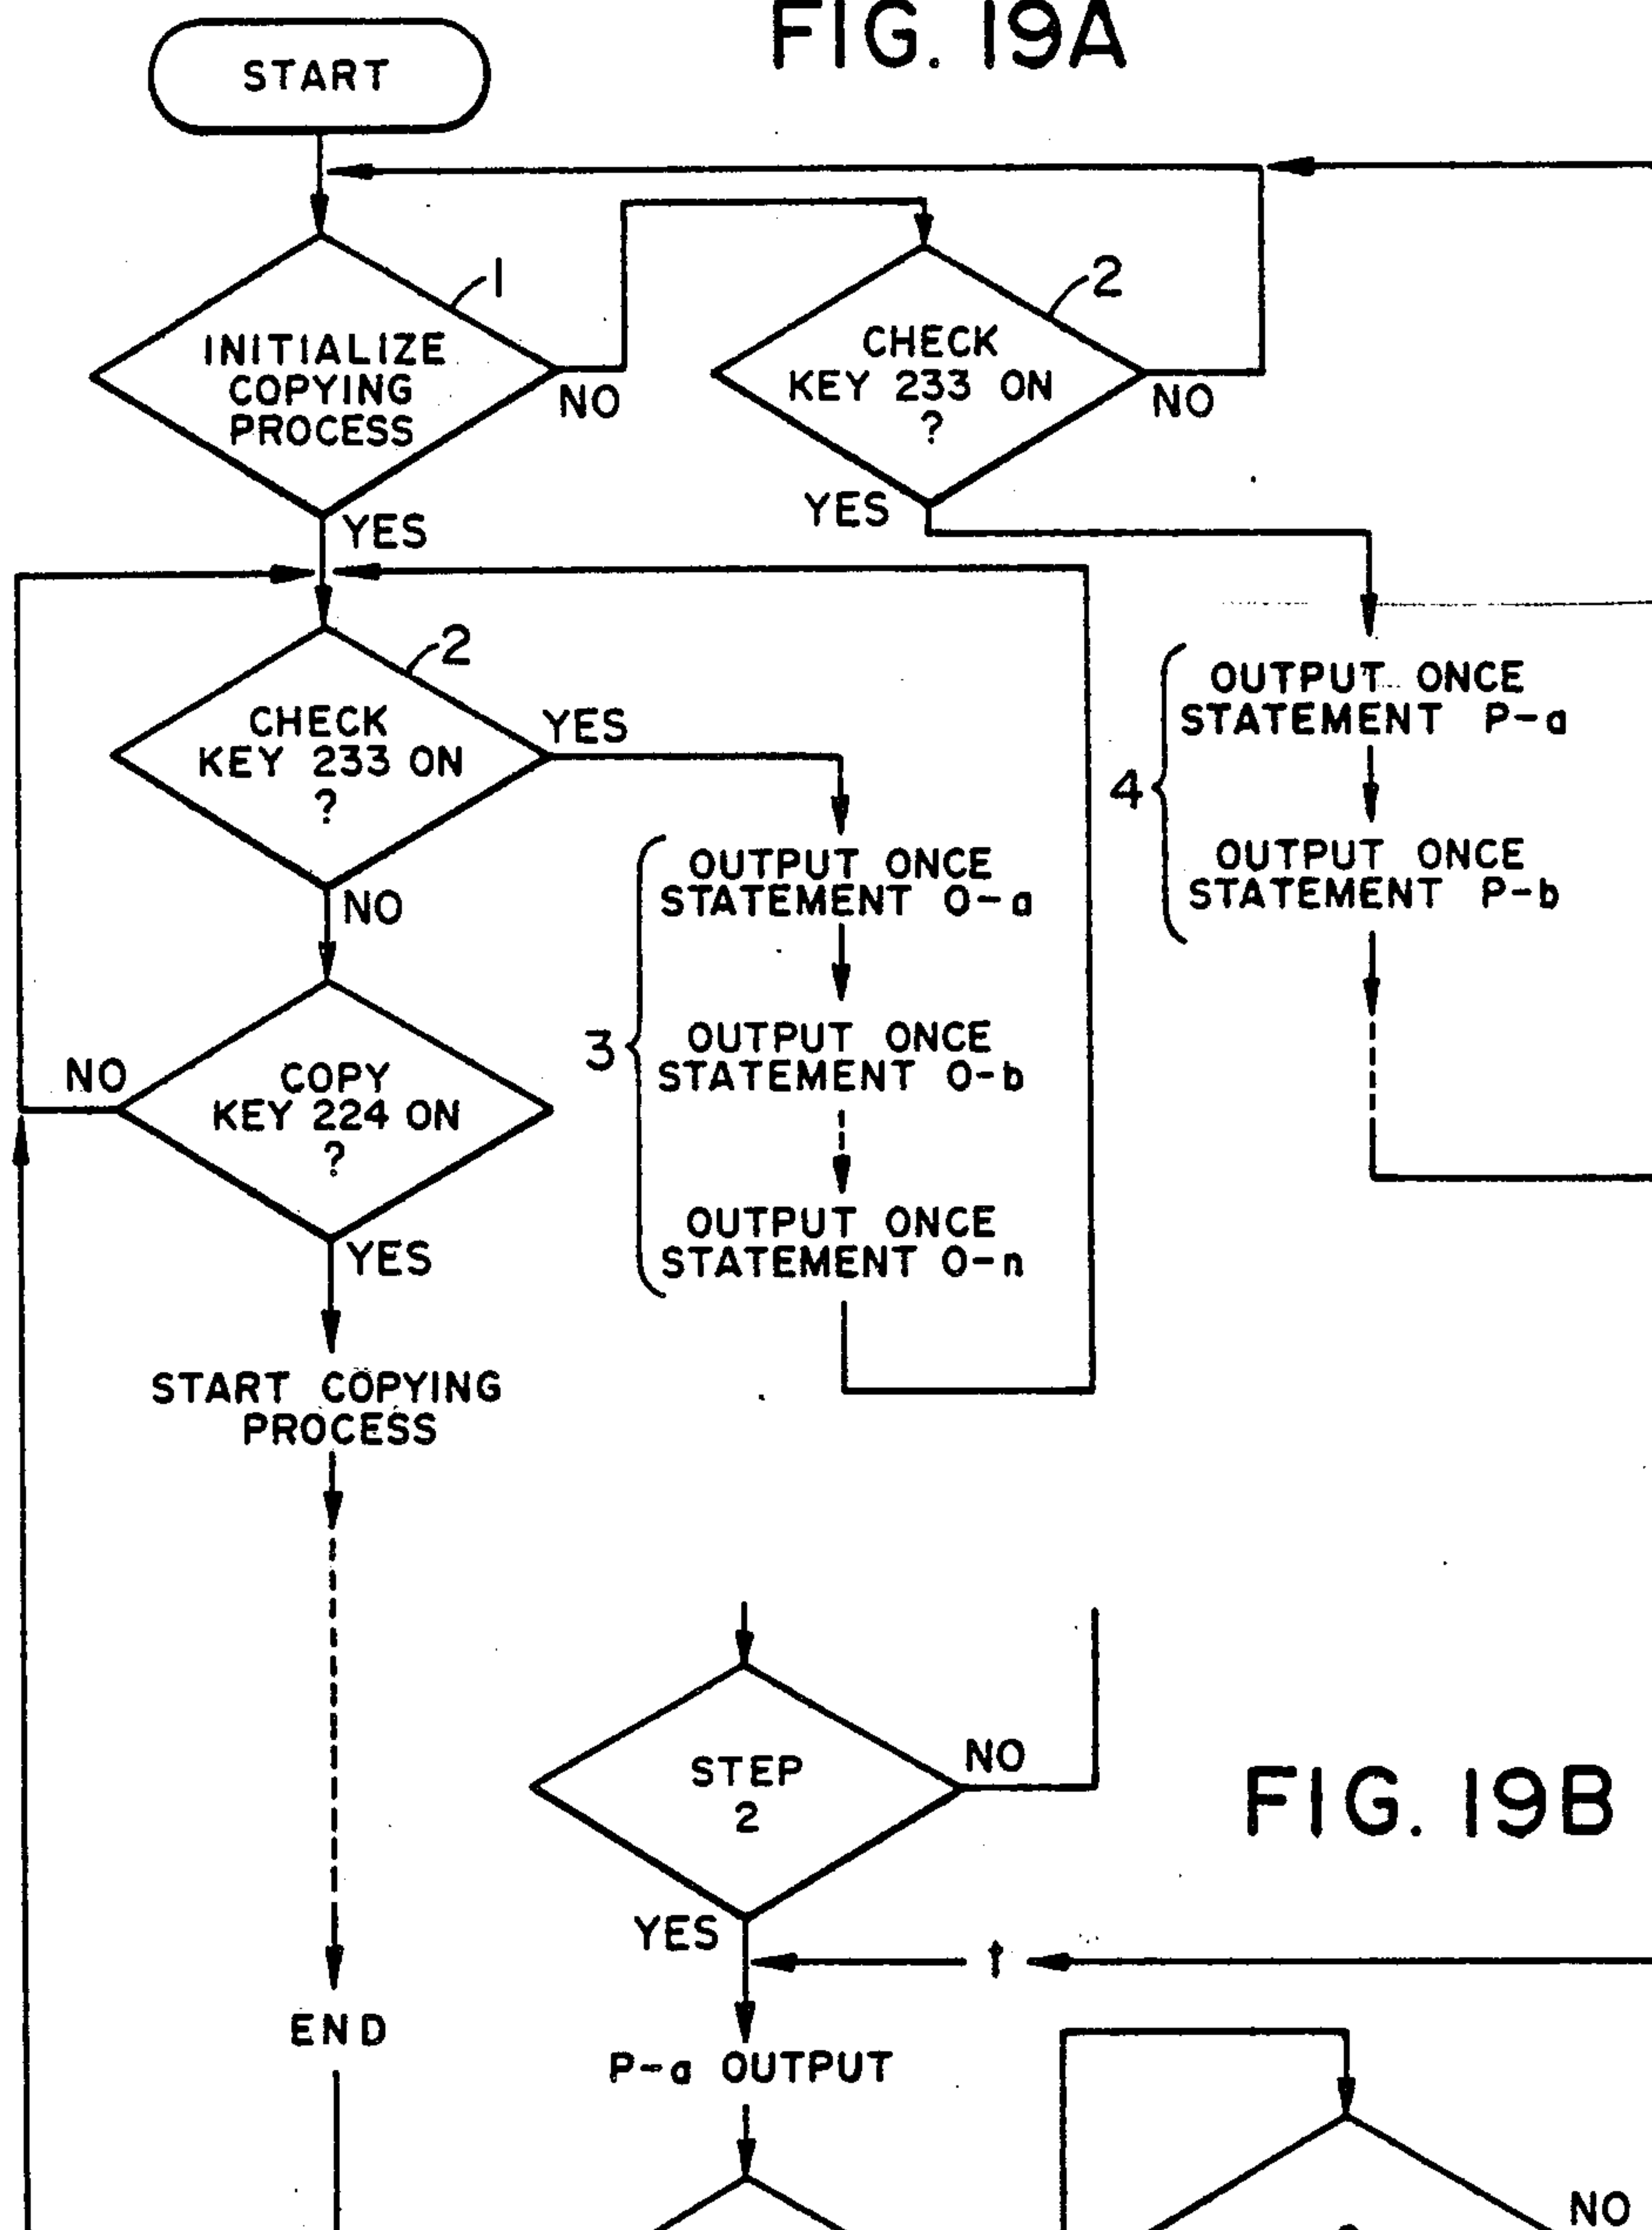 FIG. 19A
START
1
INITIALIZE
COPYING
PROCESS
NO
YES
2
CHECK
KEY 233 ON
?
NO
YES
2
CHECK
KEY 233 ON
?
YES
NO
4
OUTPUT ONCE
STATEMENT P-a
OUTPUT ONCE
STATEMENT P-b
3
OUTPUT ONCE
STATEMENT O-a
OUTPUT ONCE
STATEMENT O-b
OUTPUT ONCE
STATEMENT O-n
COPY
KEY 224 ON
?
NO
YES
START COPYING
PROCESS
END
FIG. 19B
STEP
2
NO
YES
t
P-a OUTPUT
NO